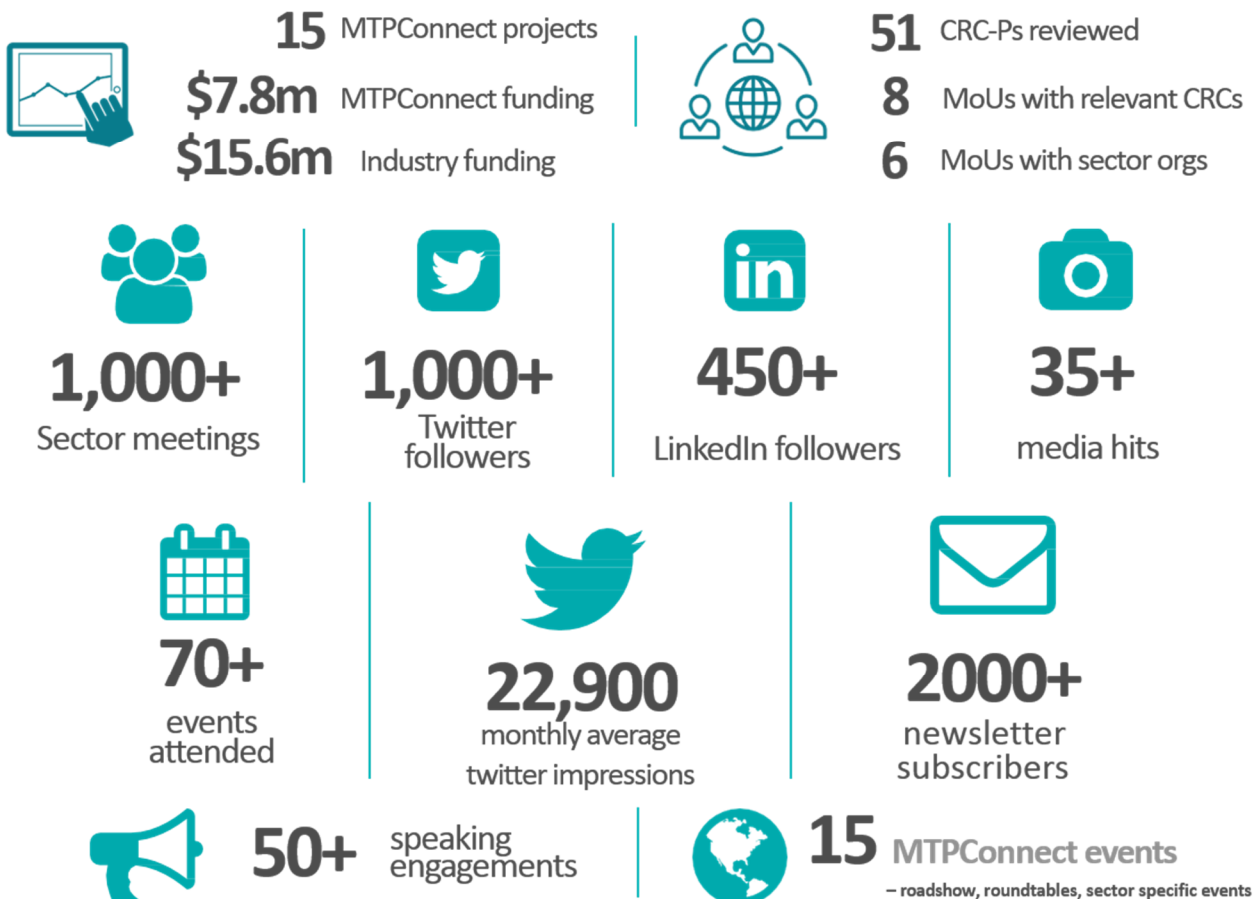 15 MTPConnect projects
$7.8m MTPConnect funding
$15.6m Industry funding
51 CRC-Ps reviewed
8 MoUs with relevant CRCs
6 MoUs with sector orgs
1,000+
Sector meetings
1,000+
Twitter
followers
in
450+
LinkedIn followers
35+
media hits
70+
events
attended
22,900
monthly average
twitter impressions
2000+
newsletter
subscribers
50+ speaking
engagements
15 MTPConnect events
– roadshow, roundtables, sector specific events